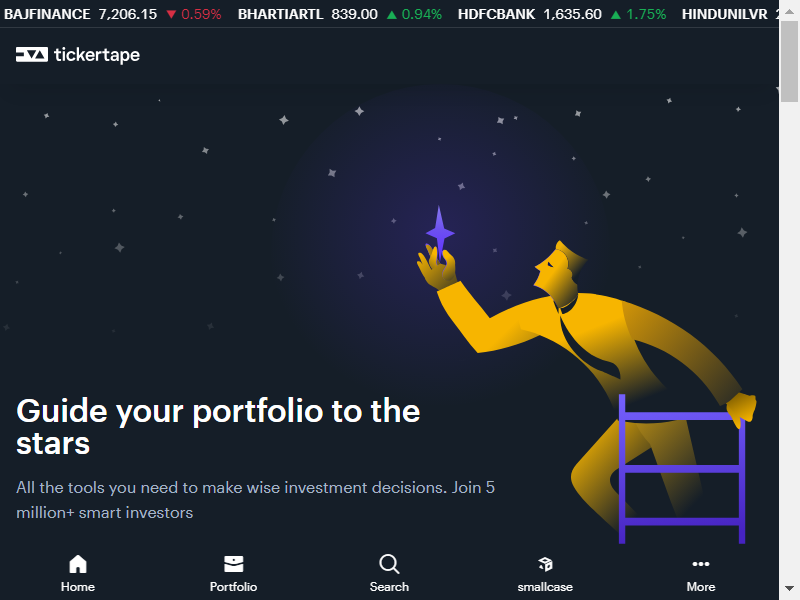 BAJFINANCE 7,206.15 ▼ 0.59% BHARTIARTL 839.00 ▲ 0.94% HDFCBANK 1,635.60 ▲ 1.75% HINDUNILVR
tickertape
Guide your portfolio to the
stars
All the tools you need to make wise investment decisions. Join 5
million+ smart investors
Home Portfolio Search smallcase More